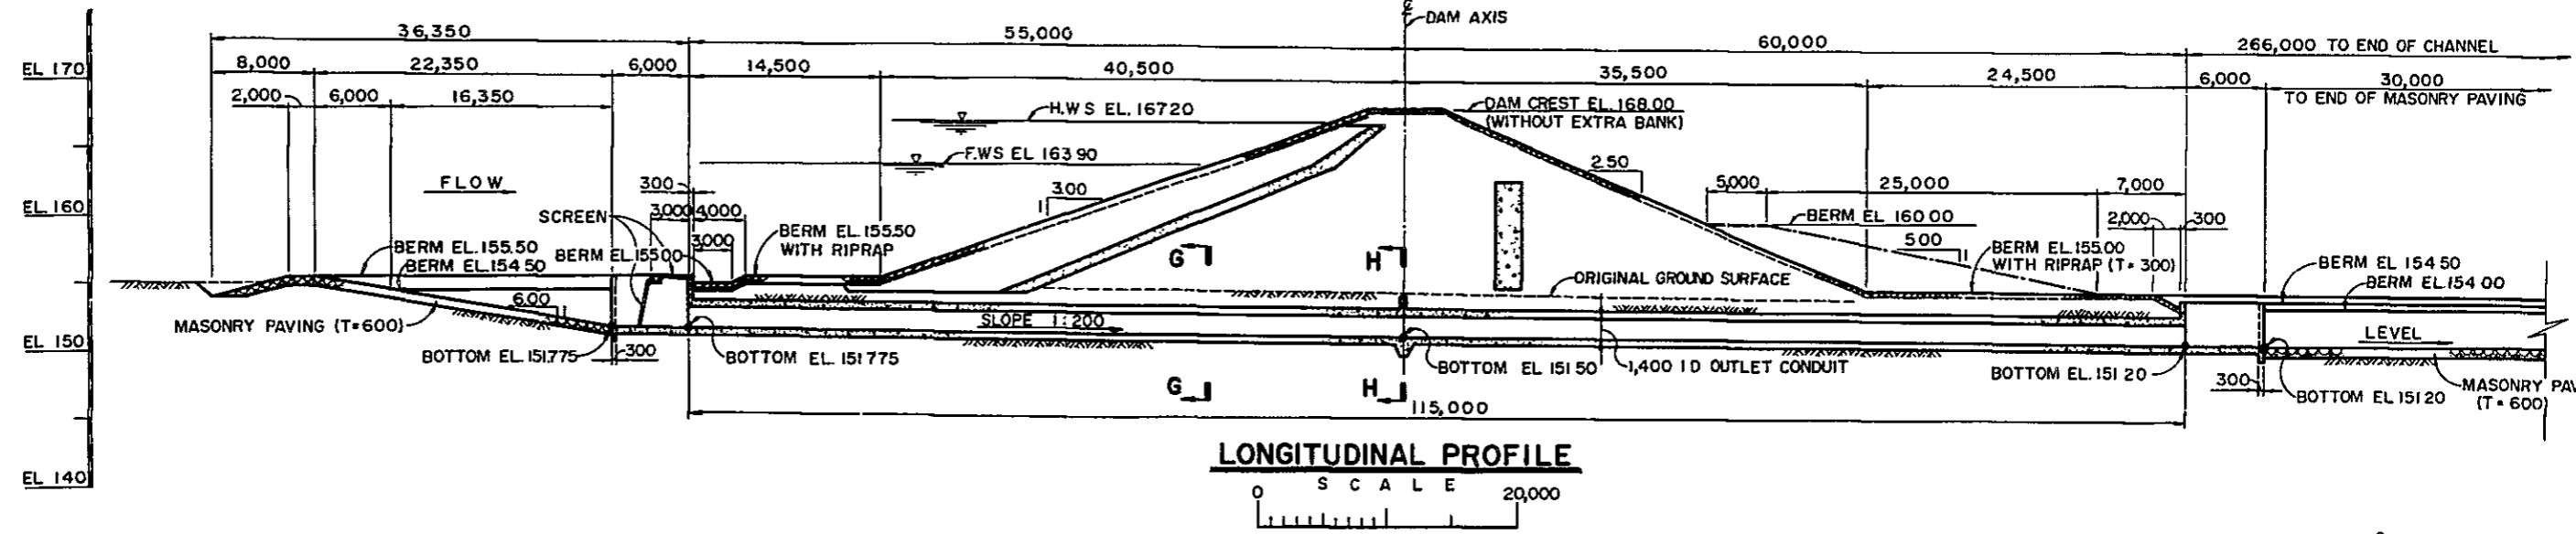 ℄
DAM AXIS
36,350
55,000
60,000
266,000 TO END OF CHANNEL
EL 170
8,000
22,350
6,000
14,500
40,500
35,500
24,500
6,000
30,000
TO END OF MASONRY PAVING
2,000
6,000
16,350
H.W S EL. 16720
DAM CREST EL. 168.00
(WITHOUT EXTRA BANK)
F.WS EL 163 90
FLOW
300
3.00
1
2.50
1
5,000
25,000
7,000
EL 160
SCREEN
3,000
4,000
3,000
BERM EL. 155.50
WITH RIPRAP
BERM EL 160 00
2,000
300
BERM EL. 155.50
BERM EL. 154 50
BERM EL. 155 00
G
H
5 00
1
BERM EL. 155.00
WITH RIPRAP (T= 300)
ORIGINAL GROUND SURFACE
BERM EL 154 50
BERM EL. 154 00
6.00
1
MASONRY PAVING (T=600)
SLOPE 1:200
LEVEL
EL 150
BOTTOM EL. 151.775
300
BOTTOM EL. 151.775
BOTTOM EL 151 50
1,400 I D OUTLET CONDUIT
BOTTOM EL. 151 20
300
BOTTOM EL 151 20
MASONRY PAV
(T= 600)
G
H
115,000
EL 140
LONGITUDINAL PROFILE
SCALE
0
20,000